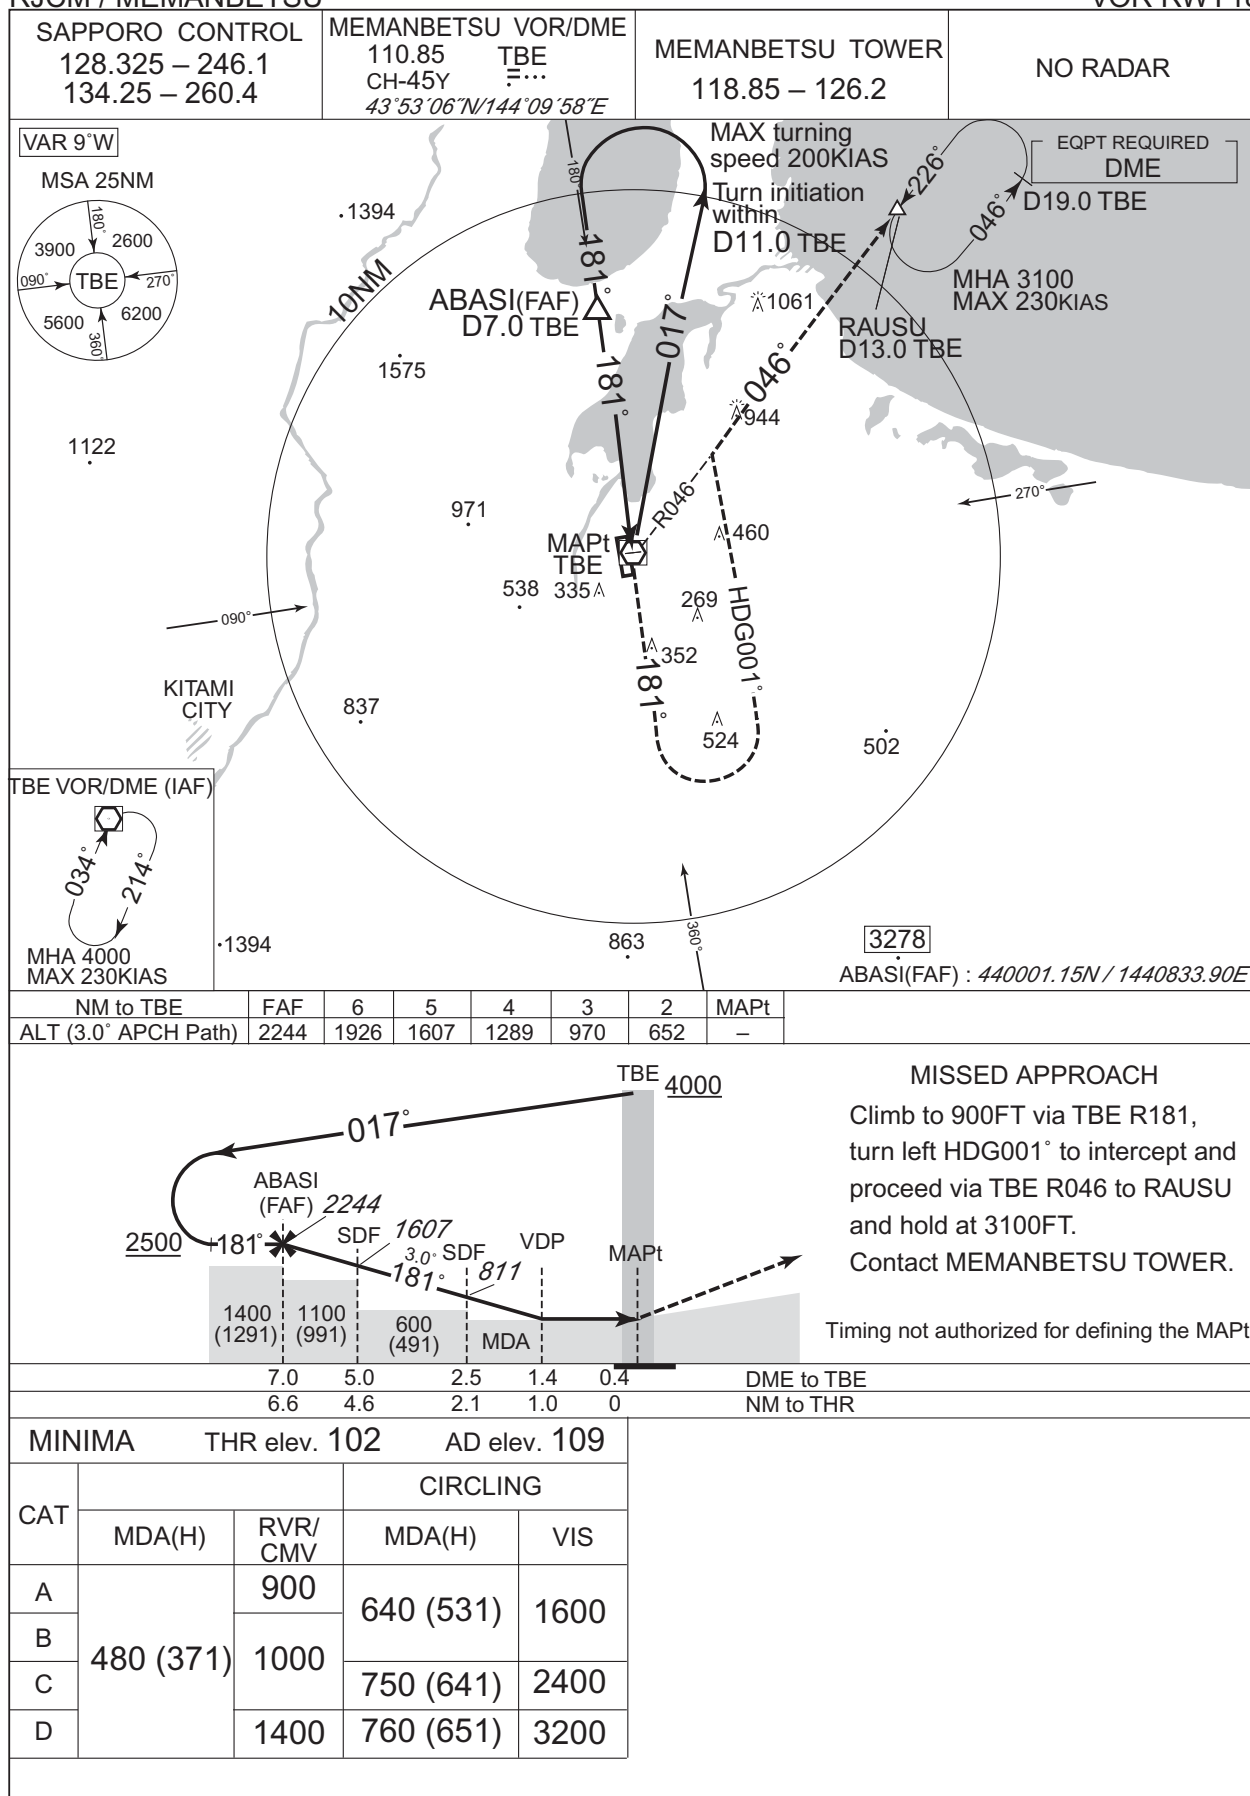 RJCM / MEMANBETSU
VOR RWY18
SAPPORO CONTROL
128.325 – 246.1
134.25 – 260.4
MEMANBETSU VOR/DME
110.85 TBE
CH-45Y
43°53′06″N/144°09′58″E
MEMANBETSU TOWER
118.85 – 126.2
NO RADAR
VAR 9°W
MSA 25NM
180°
3900
2600
090°
TBE
270°
5600
6200
360°
1394
10NM
180°
MAX turning
speed 200KIAS
Turn initiation
within
D11.0 TBE
226°
046°
EQPT REQUIRED
DME
D19.0 TBE
MHA 3100
MAX 230KIAS
181°
ABASI(FAF)
D7.0 TBE
017°
1061
RAUSU
D13.0 TBE
1575
181°
046°
944
1122
971
R046
270°
MAPt
TBE
460
538
335
269
HDG001°
090°
352
181°
KITAMI
CITY
837
524
502
TBE VOR/DME (IAF)
034°
214°
MHA 4000
MAX 230KIAS
1394
863
360°
3278
ABASI(FAF) : 440001.15N / 1440833.90E
NM to TBE FAF 6 5 4 3 2 MAPt
ALT (3.0° APCH Path) 2244 1926 1607 1289 970 652 –
TBE
4000
017°
ABASI
(FAF)
2244
2500
181°
SDF
1607
3.0°
181°
SDF
811
VDP
MAPt
1400
(1291)
1100
(991)
600
(491)
MDA
MISSED APPROACH
Climb to 900FT via TBE R181,
turn left HDG001° to intercept and
proceed via TBE R046 to RAUSU
and hold at 3100FT.
Contact MEMANBETSU TOWER.
Timing not authorized for defining the MAPt
7.0 5.0 2.5 1.4 0.4 DME to TBE
6.6 4.6 2.1 1.0 0 NM to THR
MINIMA THR elev. 102 AD elev. 109
CAT
CIRCLING
MDA(H)
RVR/
CMV
MDA(H)
VIS
A 900
640 (531) 1600
B
480 (371) 1000
C 750 (641) 2400
D 1400 760 (651) 3200